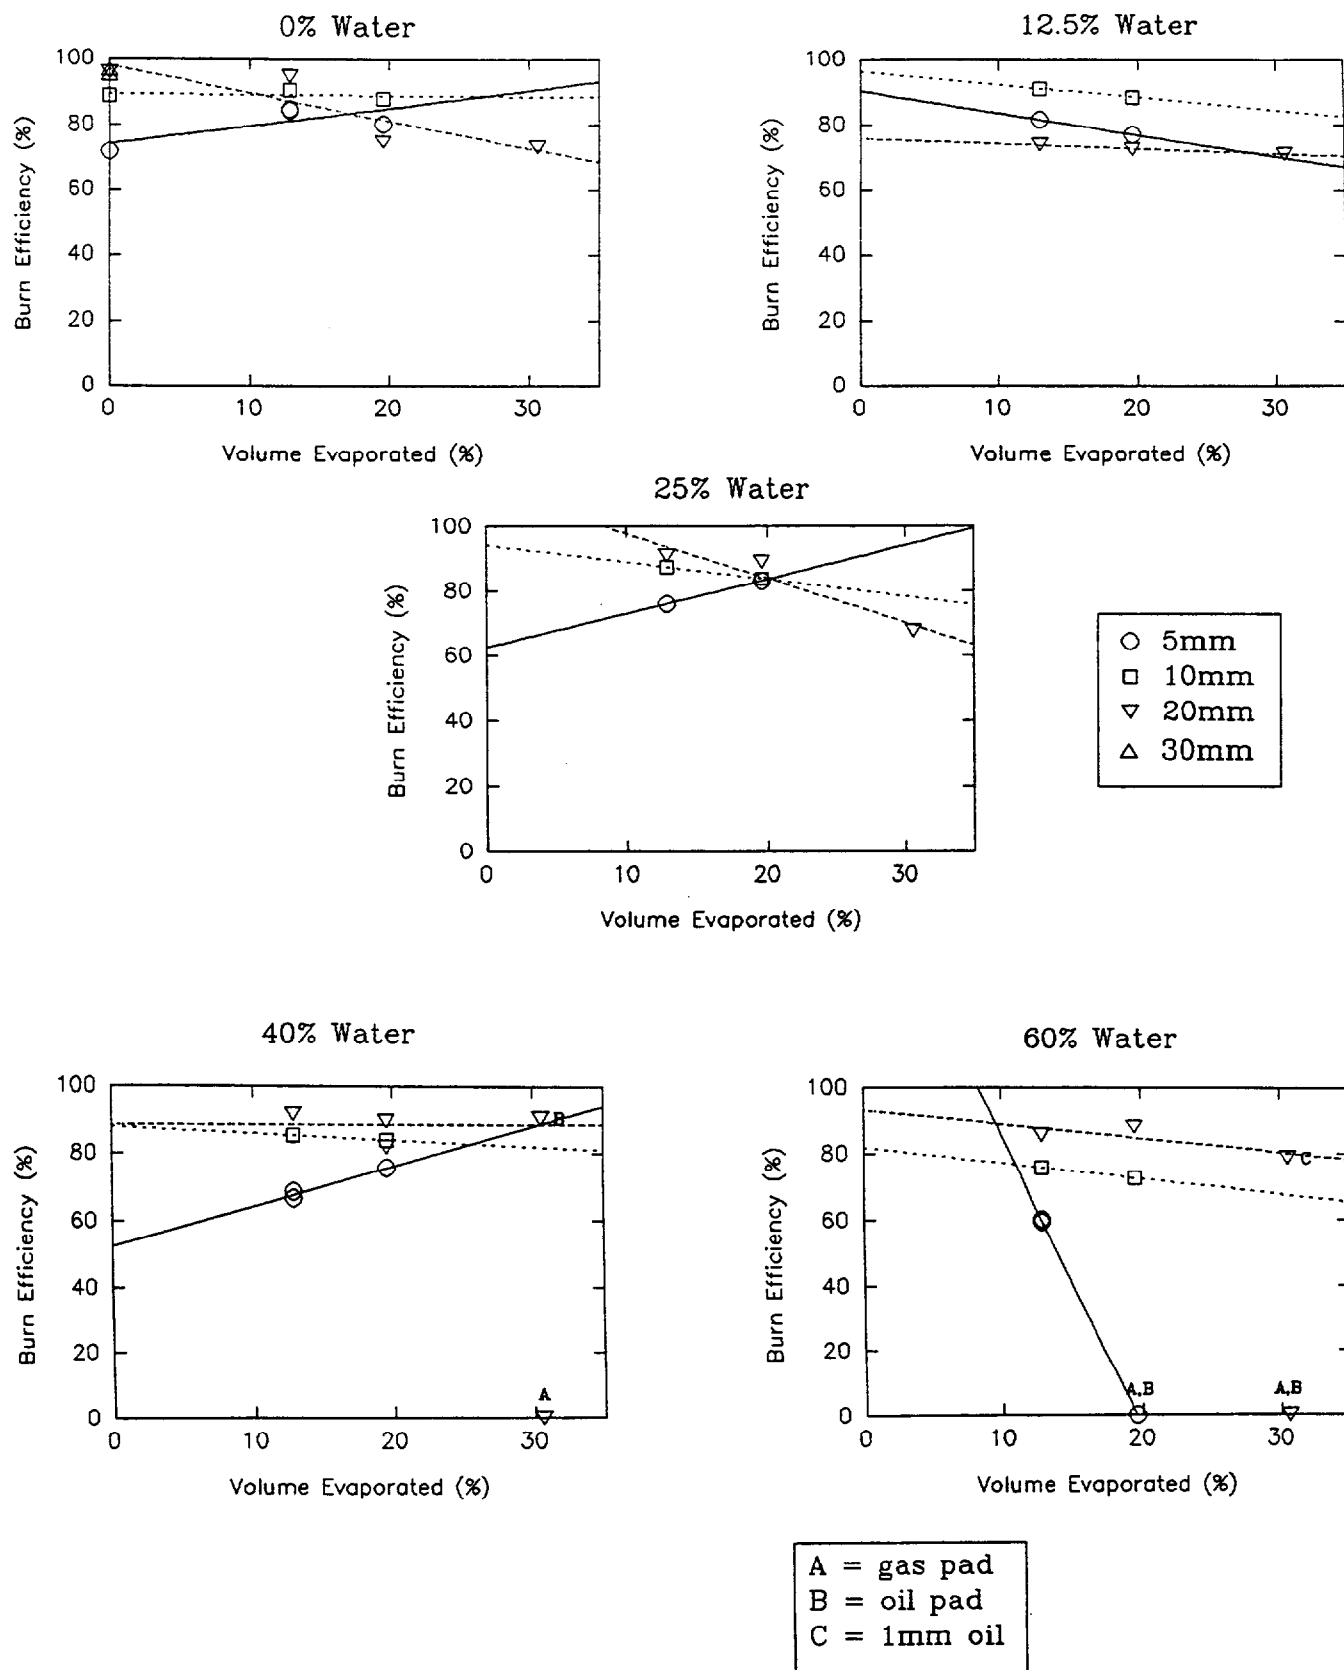 0% Water
100
80
60
40
20
0
Burn Efficiency (%)
0 10 20 30
Volume Evaporated (%)
12.5% Water
100
80
60
40
20
0
Burn Efficiency (%)
0 10 20 30
Volume Evaporated (%)
25% Water
100
80
60
40
20
0
Burn Efficiency (%)
0 10 20 30
Volume Evaporated (%)
5mm
10mm
20mm
30mm
40% Water
100
80
60
40
20
0
Burn Efficiency (%)
B
A
0 10 20 30
Volume Evaporated (%)
60% Water
100
80
60
40
20
0
Burn Efficiency (%)
C
A,B A,B
0 10 20 30
Volume Evaporated (%)
A = gas pad
B = oil pad
C = 1mm oil